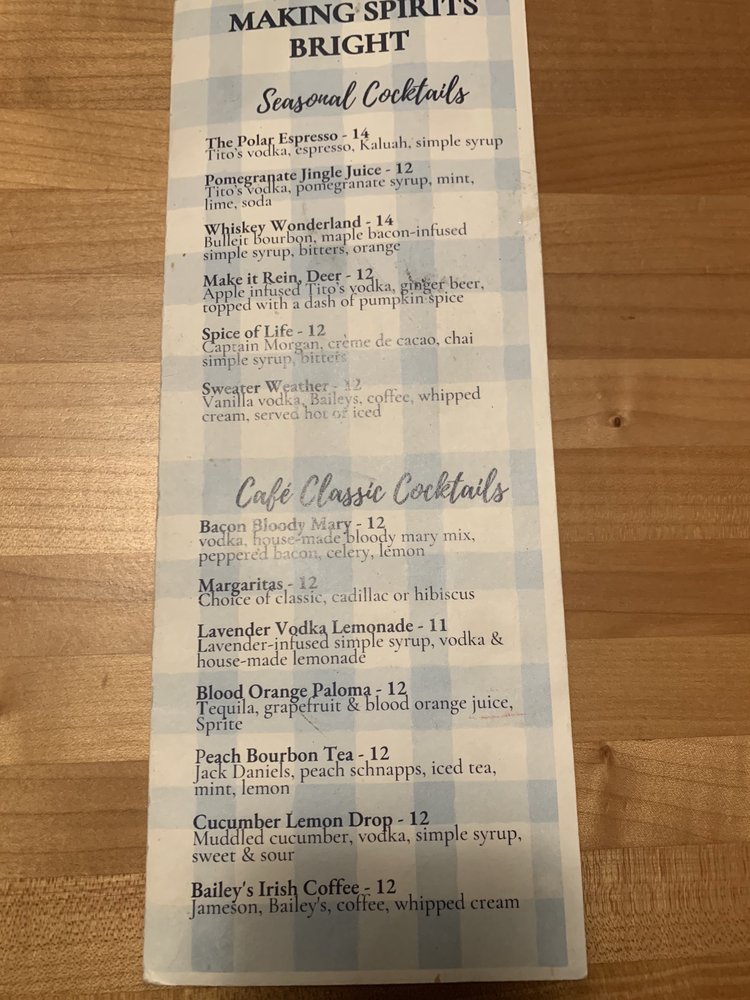 MAKING SPIRITS
BRIGHT
Seasonal Cocktails
The Polar Espresso - 14
Tito's vodka, espresso, Kaluah, simple syrup
Pomegranate Jingle Juice - 12
Tito's vodka, pomegranate syrup, mint,
lime, soda
Whiskey Wonderland - 14
Bulleit bourbon, maple bacon-infused
simple syrup, bitters, orange
Make it Rein, Deer - 12
Apple infused Tito's vodka, ginger beer,
topped with a dash of pumpkin spice
Spice of Life - 12
Captain Morgan, crème de cacao, chai
simple syrup, bitters
Sweater Weather - 12
Vanilla vodka, Baileys, coffee, whipped
cream, served hot or iced
Café Classic Cocktails
Bacon Bloody Mary - 12
vodka, house-made bloody mary mix,
peppered bacon, celery, lemon
Margaritas - 12
Choice of classic, cadillac or hibiscus
Lavender Vodka Lemonade - 11
Lavender-infused simple syrup, vodka &
house-made lemonade
Blood Orange Paloma - 12
Tequila, grapefruit & blood orange juice,
Sprite
Peach Bourbon Tea - 12
Jack Daniels, peach schnapps, iced tea,
mint, lemon
Cucumber Lemon Drop - 12
Muddled cucumber, vodka, simple syrup,
sweet & sour
Bailey's Irish Coffee - 12
Jameson, Bailey's, coffee, whipped cream